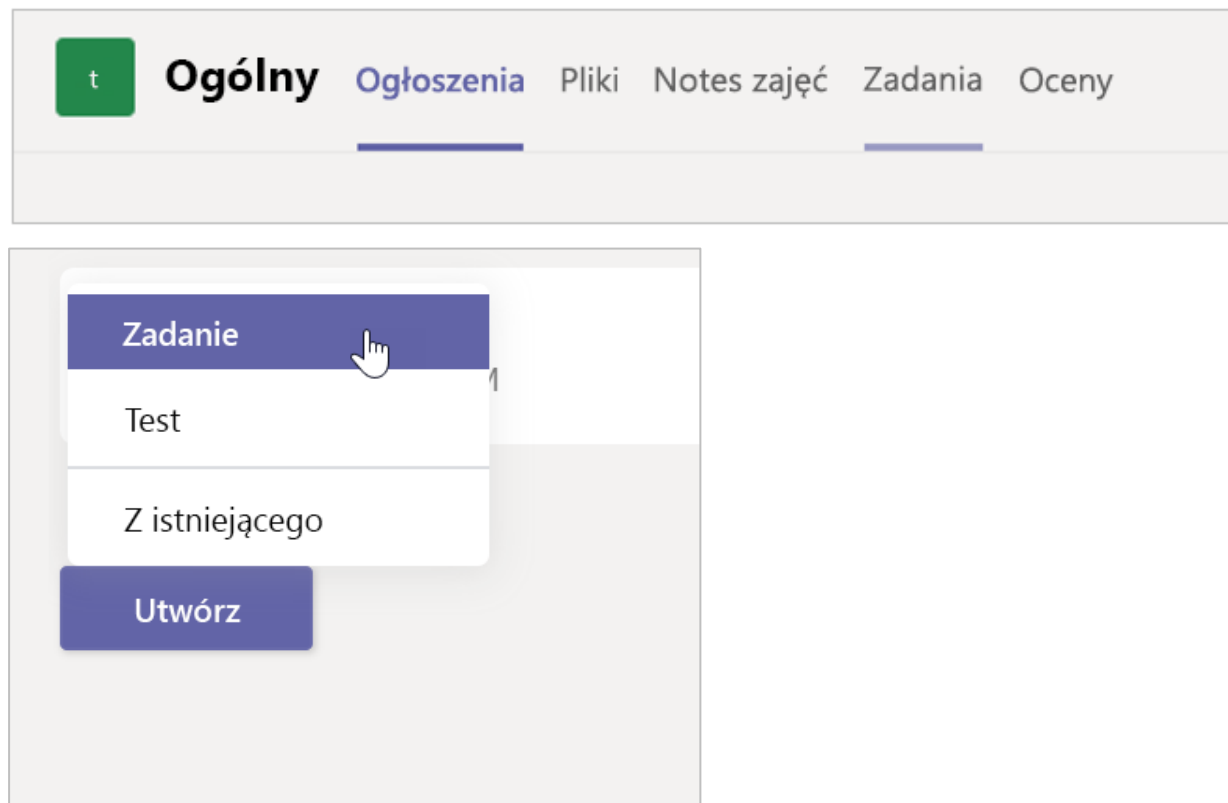 t Ogólny Ogłoszenia Pliki Notes zajęć Zadania Oceny
Zadanie
Test
Z istniejącego
Utwórz